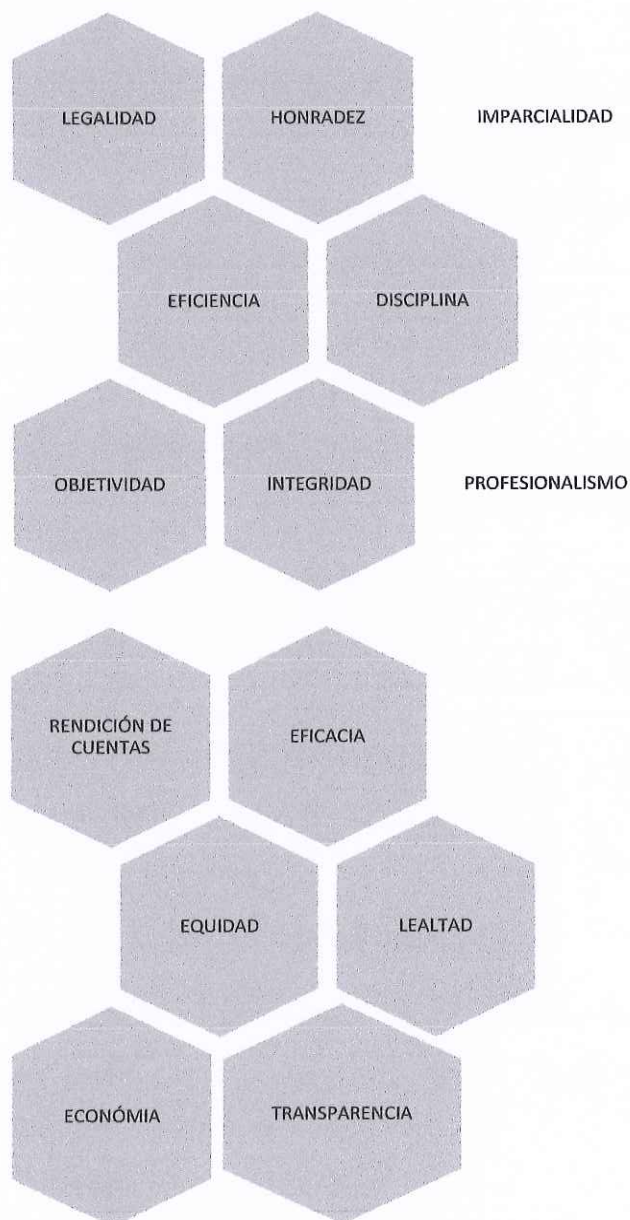 LEGALIDAD
HONRADEZ
IMPARCIALIDAD
EFICIENCIA
DISCIPLINA
OBJETIVIDAD
INTEGRIDAD
PROFESIONALISMO
RENDICIÓN DE
CUENTAS
EFICACIA
EQUIDAD
LEALTAD
ECONÓMIA
TRANSPARENCIA